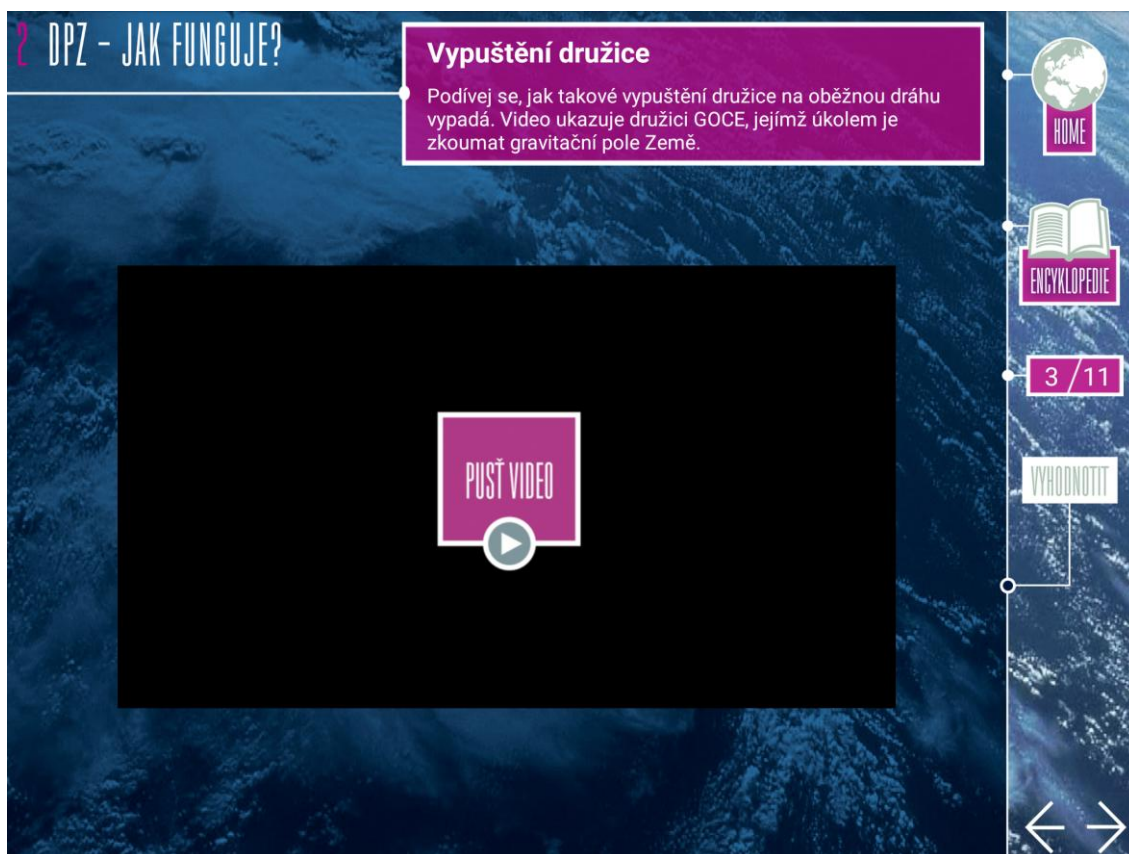 2 DPZ – JAK FUNGUJE?
Vypuštění družice
Podívej se, jak takové vypuštění družice na oběžnou dráhu
vypadá. Video ukazuje družici GOCE, jejímž úkolem je
zkoumat gravitační pole Země.
HOME
ENCYKLOPEDIE
3 / 11
PUSŤ VIDEO
VYHODNOTIT